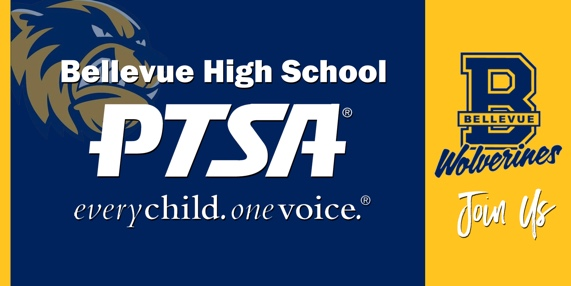 Bellevue High School
PTSA®
everychild.onevoice.®
B
BELLEVUE
Wolverines
Join Us